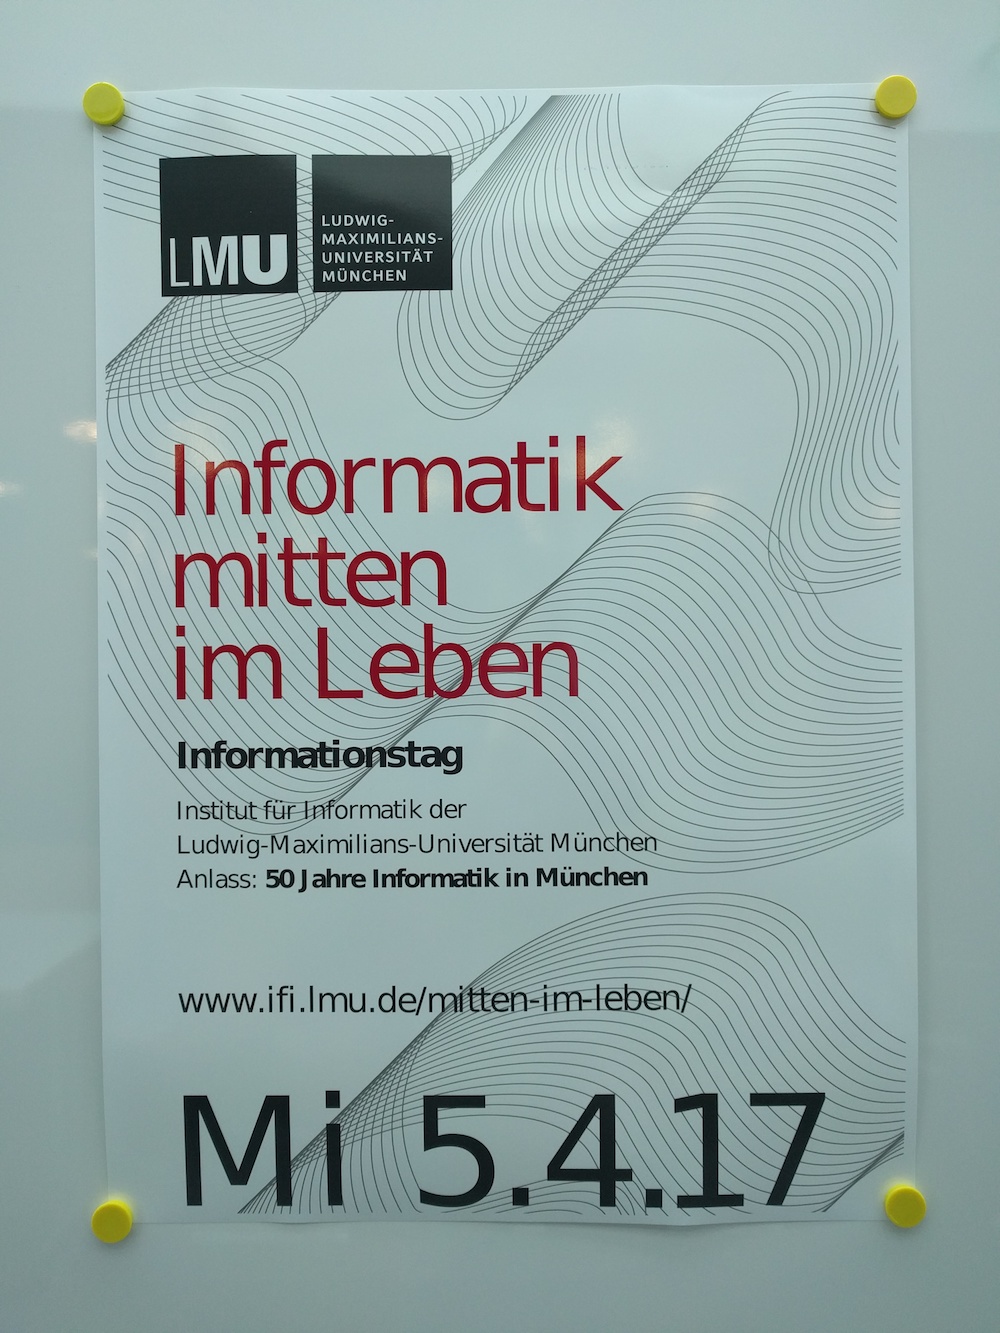 LMU
LUDWIG-
MAXIMILIANS-
UNIVERSITÄT
MÜNCHEN
Informatik
mitten
im Leben
Informationstag
Institut für Informatik der
Ludwig-Maximilians-Universität München
Anlass: 50 Jahre Informatik in München
www.ifi.lmu.de/mitten-im-leben/
Mi 5.4.17